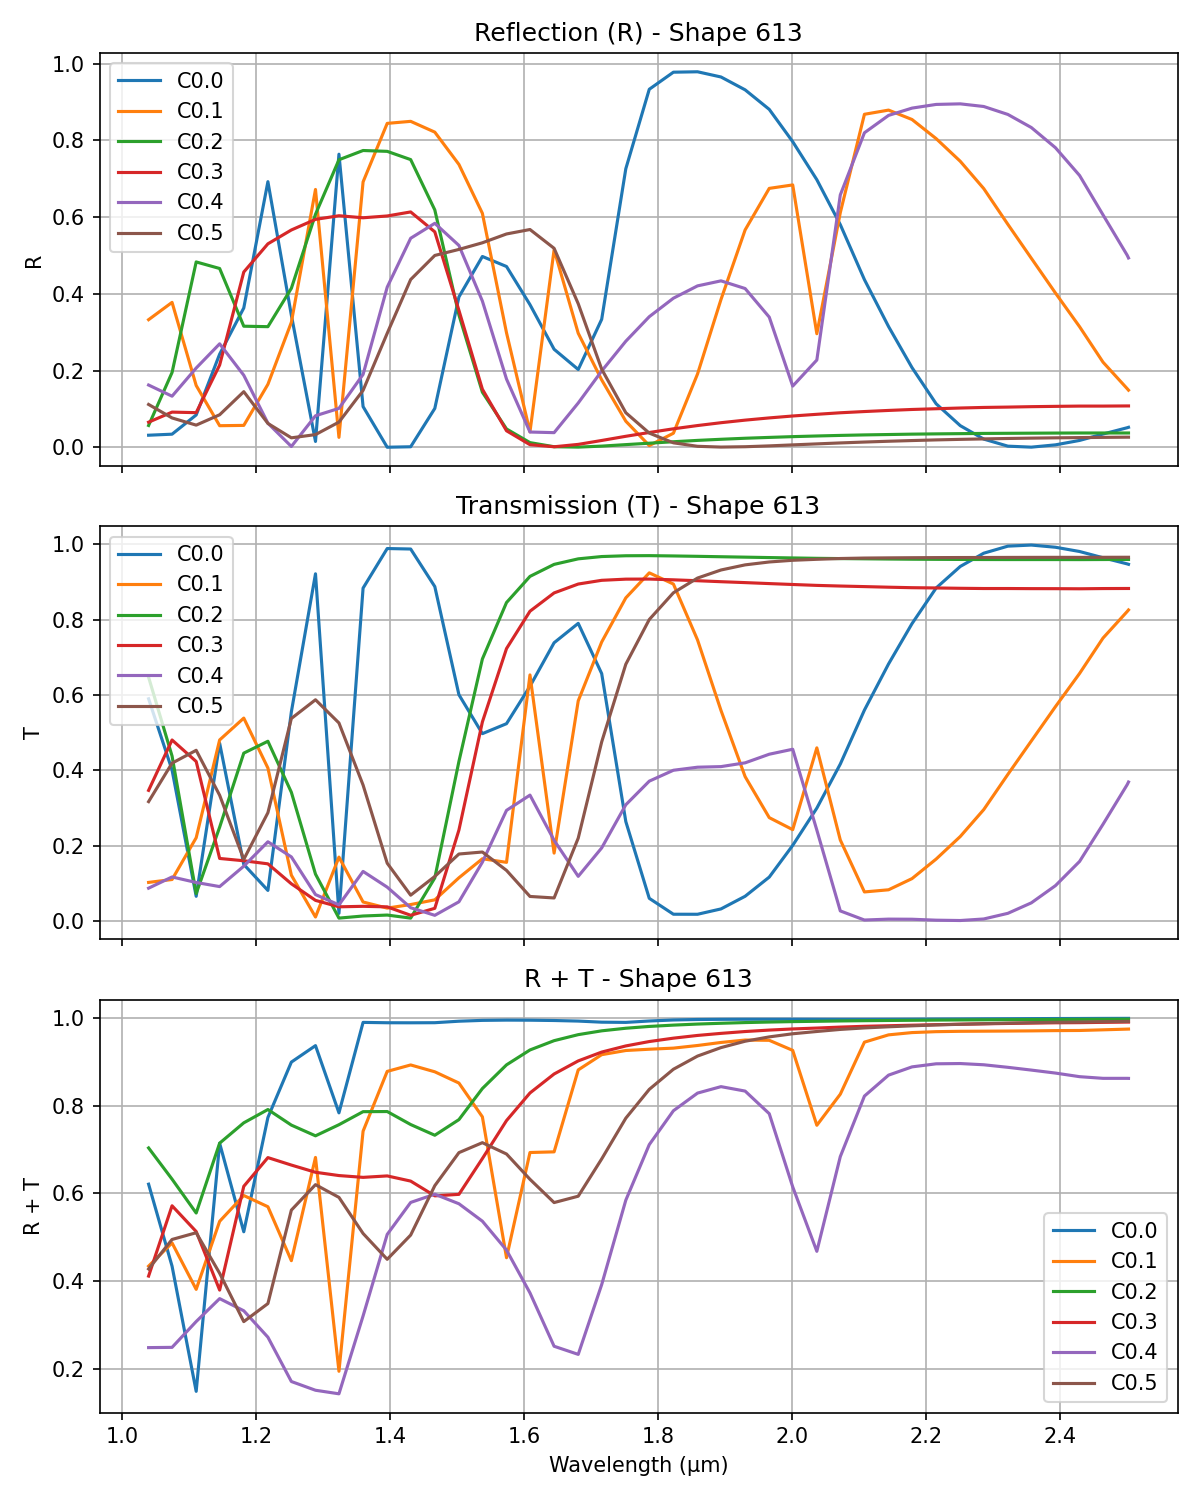 Reflection (R) - Shape 613
1.0
0.8
0.6
0.4
0.2
0.0
R
C0.0
C0.1
C0.2
C0.3
C0.4
C0.5
Transmission (T) - Shape 613
1.0
0.8
0.6
0.4
0.2
0.0
T
C0.0
C0.1
C0.2
C0.3
C0.4
C0.5
R + T - Shape 613
1.0
0.8
0.6
0.4
0.2
R + T
C0.0
C0.1
C0.2
C0.3
C0.4
C0.5
1.0 1.2 1.4 1.6 1.8 2.0 2.2 2.4
Wavelength (μm)